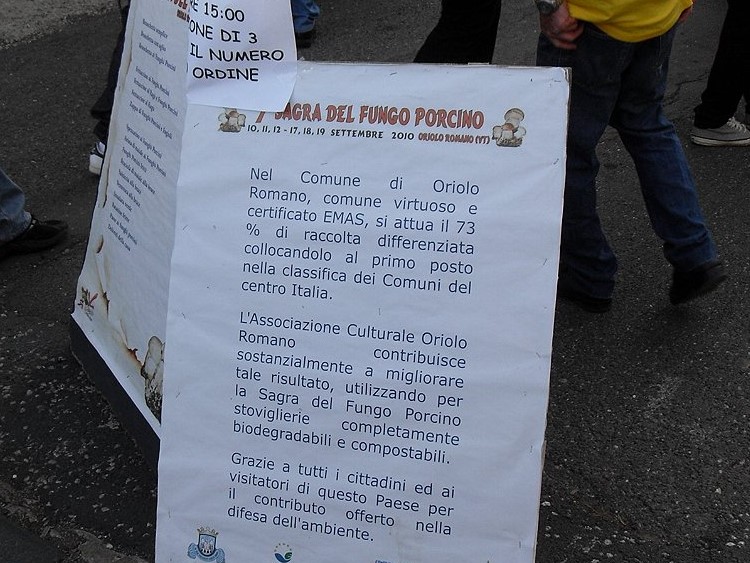 E 15:00
ONE DI 3
IL NUMERO
ORDINE
SAGRA DEL FUNGO PORCINO
10, 11, 12 - 17, 18, 19 SETTEMBRE 2010 ORIOLO ROMANO (VT)
Nel Comune di Oriolo
Romano, comune virtuoso e
certificato EMAS, si attua il 73
% di raccolta differenziata
collocandolo al primo posto
nella classifica dei Comuni del
centro Italia.
L'Associazione Culturale Oriolo
Romano contribuisce
sostanzialmente a migliorare
tale risultato, utilizzando per
la Sagra del Fungo Porcino
stoviglierie completamente
biodegradabili e compostabili.
Grazie a tutti i cittadini ed ai
visitatori di questo Paese per
il contributo offerto nella
difesa dell'ambiente.